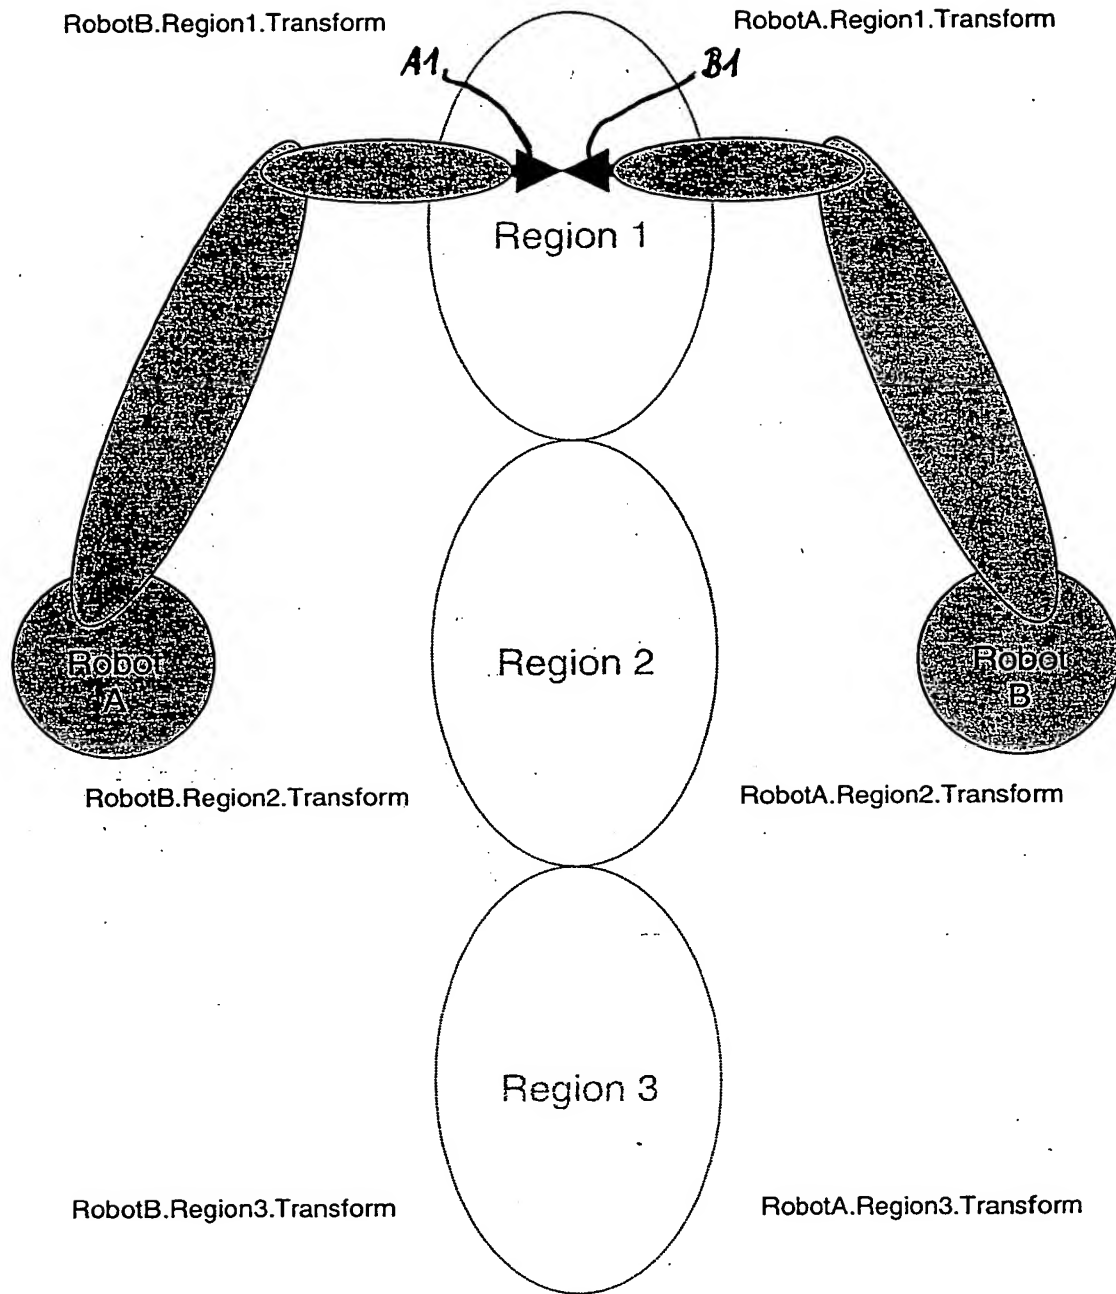 RobotB.Region1.Transform
RobotA.Region1.Transform
A1
B1
Region 1
Region 2
Robot
A
Robot
B
RobotB.Region2.Transform
RobotA.Region2.Transform
Region 3
RobotB.Region3.Transform
RobotA.Region3.Transform